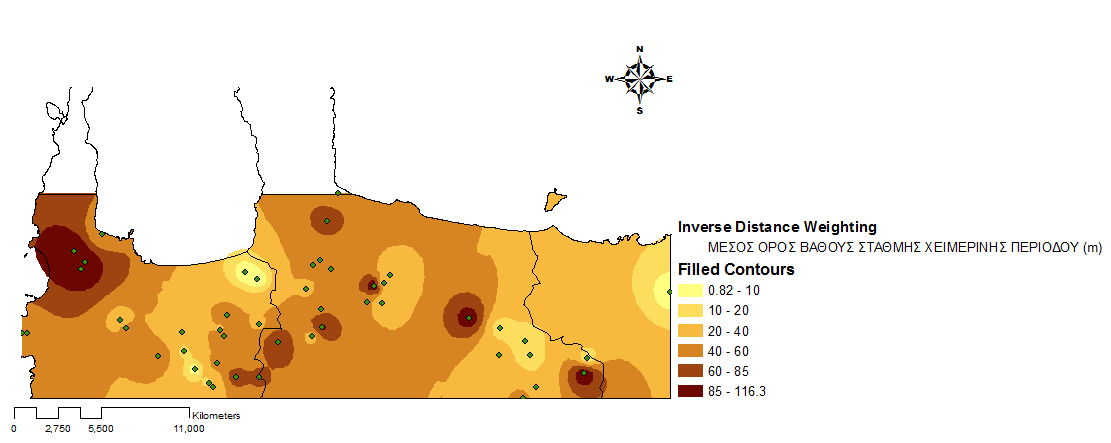 N
W E
S
Inverse Distance Weighting
ΜΕΣΟΣ ΟΡΟΣ ΒΑΘΟΥΣ ΣΤΑΘΜΗΣ ΧΕΙΜΕΡΙΝΗΣ ΠΕΡΙΟΔΟΥ (m)
Filled Contours
0.82 - 10
10 - 20
20 - 40
40 - 60
60 - 85
85 - 116.3
Kilometers
0 2,750 5,500 11,000